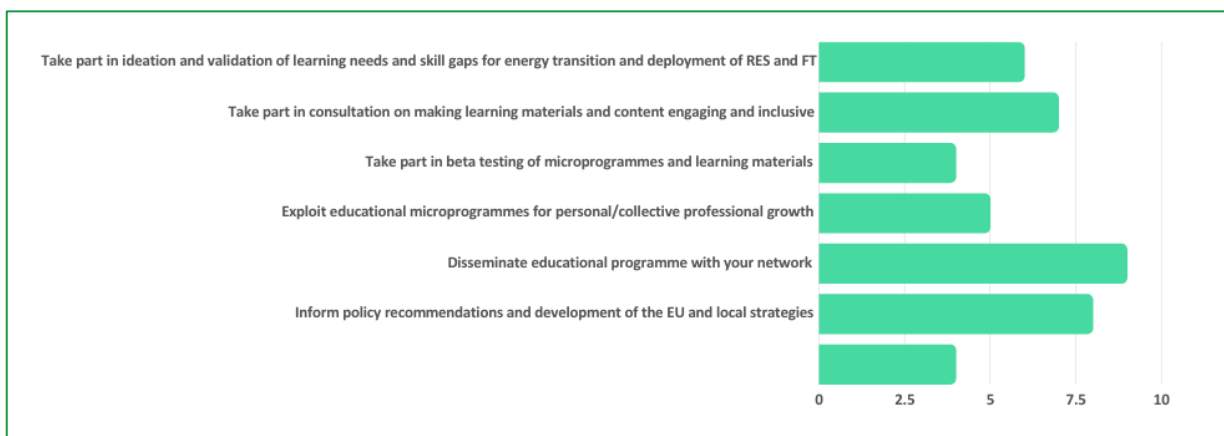 Take part in ideation and validation of learning needs and skill gaps for energy transition and deployment of RES and FT
Take part in consultation on making learning materials and content engaging and inclusive
Take part in beta testing of microprogrammes and learning materials
Exploit educational microprogrammes for personal/collective professional growth
Disseminate educational programme with your network
Inform policy recommendations and development of the EU and local strategies
0 2.5 5 7.5 10